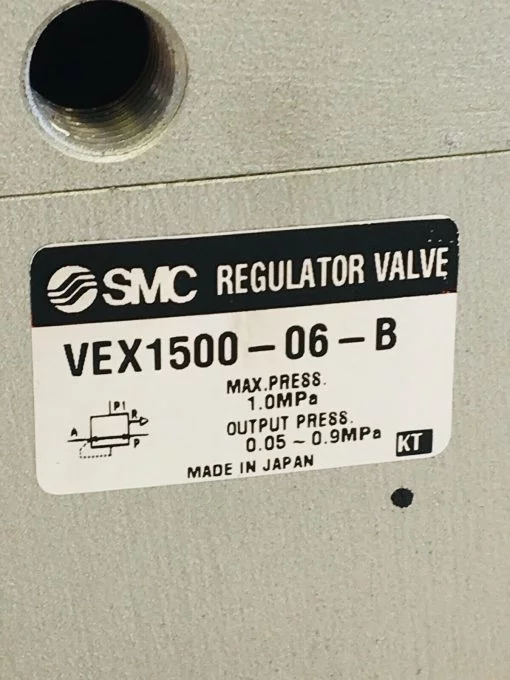 SMC REGULATOR VALVE
VEX1500-06-B
MAX.PRESS.
1.0MPa
OUTPUT PRESS.
0.05 ~ 0.9MPa
P1
R
A
P
KT
MADE IN JAPAN